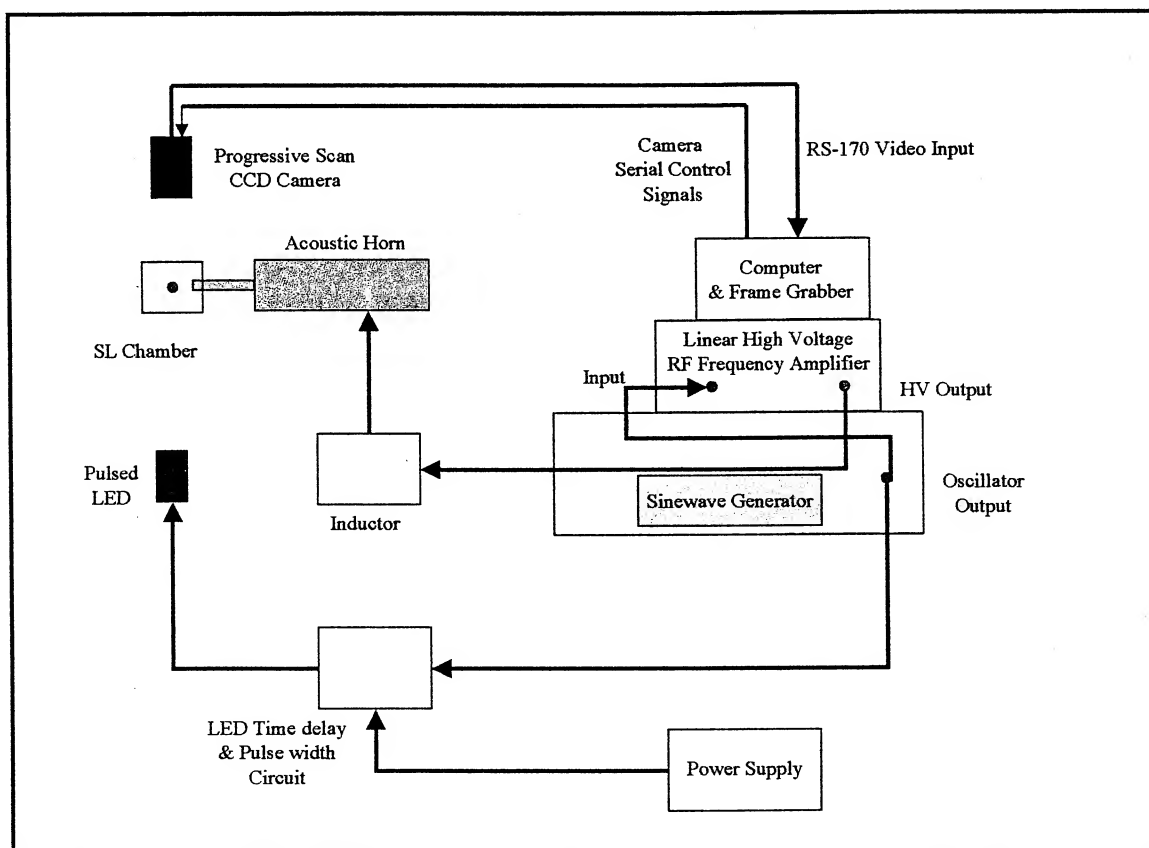 Progressive Scan
CCD Camera
Camera
Serial Control
Signals
RS-170 Video Input
Acoustic Horn
Computer
& Frame Grabber
SL Chamber
Linear High Voltage
RF Frequency Amplifier
Input
HV Output
Pulsed
LED
Inductor
Sinewave Generator
Oscillator
Output
LED Time delay
& Pulse width
Circuit
Power Supply